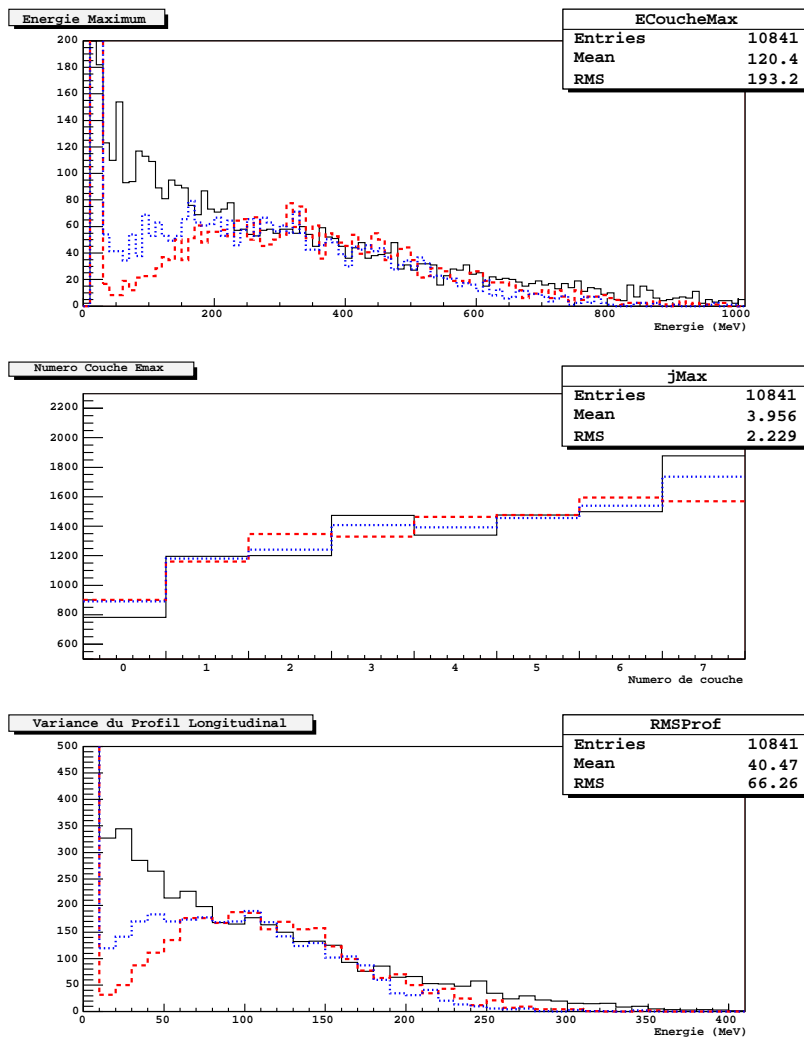 Energie Maximum
ECoucheMax
Entries 10841
Mean 120.4
RMS 193.2
200
180
160
140
120
100
80
60
40
20
0
0 200 400 600 800 1000
Energie (MeV)
Numero Couche Emax
jMax
Entries 10841
Mean 3.956
RMS 2.229
2200
2000
1800
1600
1400
1200
1000
800
600
0 1 2 3 4 5 6 7
Numero de couche
Variance du Profil Longitudinal
RMSProf
Entries 10841
Mean 40.47
RMS 66.26
500
450
400
350
300
250
200
150
100
50
0
0 50 100 150 200 250 300 350 400
Energie (MeV)